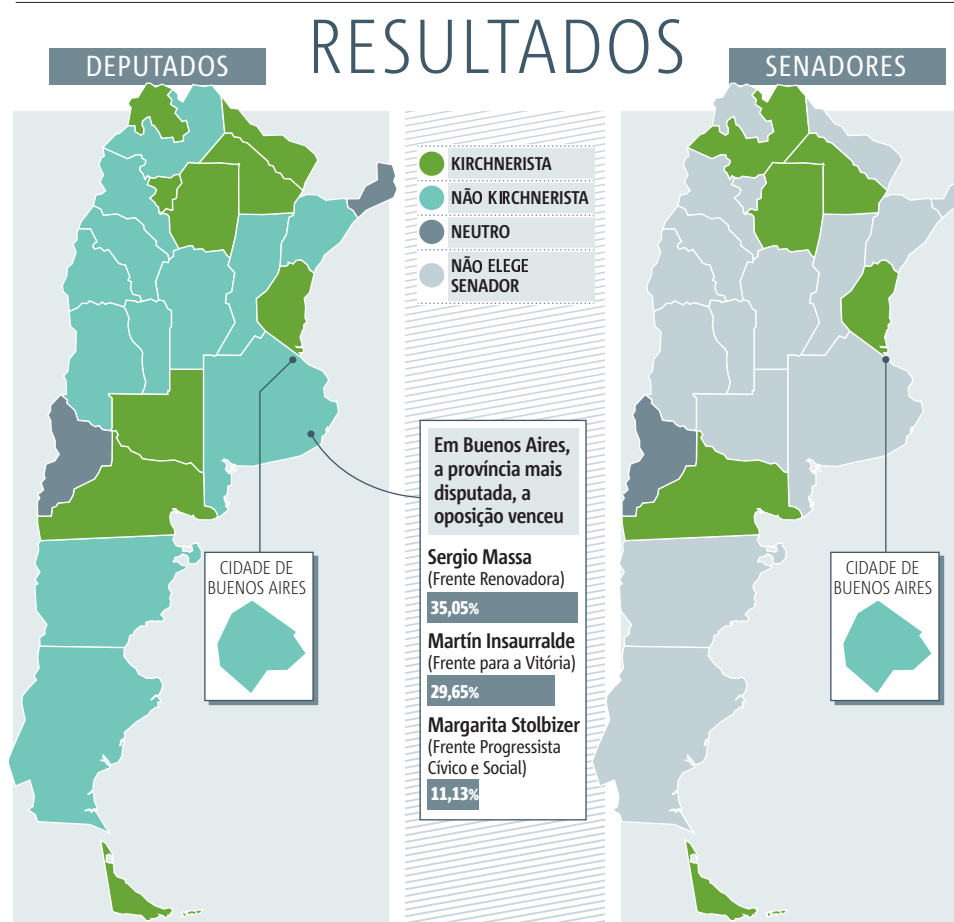 RESULTADOS
DEPUTADOS
SENADORES
KIRCHNERISTA
NÃO KIRCHNERISTA
NEUTRO
NÃO ELEGE
SENADOR
Em Buenos Aires,
a província mais
disputada, a
oposição venceu
Sergio Massa
(Frente Renovadora)
35,05%
Martín Insaurralde
(Frente para a Vitória)
29,65%
Margarita Stolbizer
(Frente Progressista
Cívico e Social)
11,13%
CIDADE DE
BUENOS AIRES
CIDADE DE
BUENOS AIRES